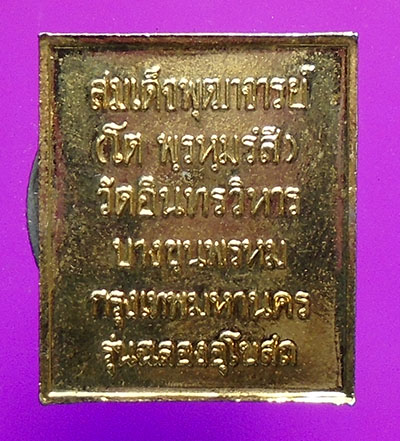 สมเด็จพุฒาจารย์
(โต พฺรหฺมรํสี)
วัดอินทรวิหาร
บางขุนพรหม
กรุงเทพมหานคร
รุ่นฉลองอุโบสถ